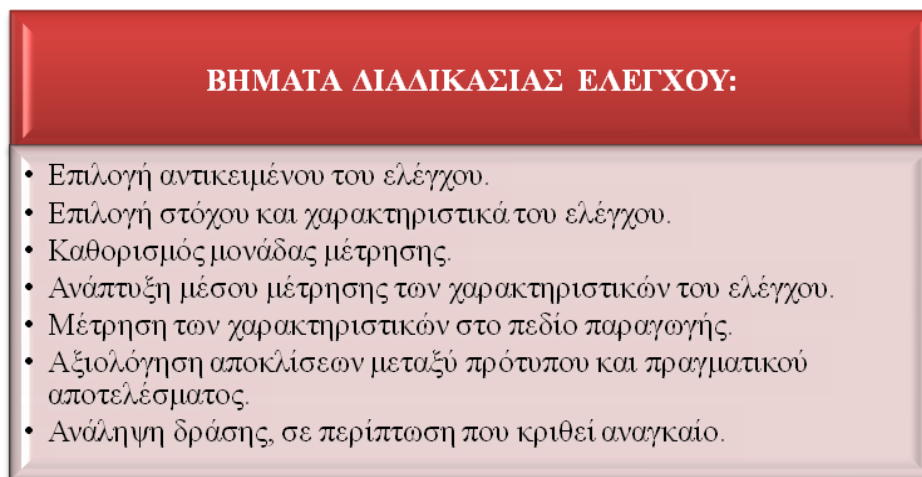 ΒΗΜΑΤΑ ΔΙΑΔΙΚΑΣΙΑΣ ΕΛΕΓΧΟΥ:
• Επιλογή αντικειμένου του ελέγχου.
• Επιλογή στόχου και χαρακτηριστικά του ελέγχου.
• Καθορισμός μονάδας μέτρησης.
• Ανάπτυξη μέσου μέτρησης των χαρακτηριστικών του ελέγχου.
• Μέτρηση των χαρακτηριστικών στο πεδίο παραγωγής.
• Αξιολόγηση αποκλίσεων μεταξύ πρότυπου και πραγματικού
αποτελέσματος.
• Ανάληψη δράσης, σε περίπτωση που κριθεί αναγκαίο.